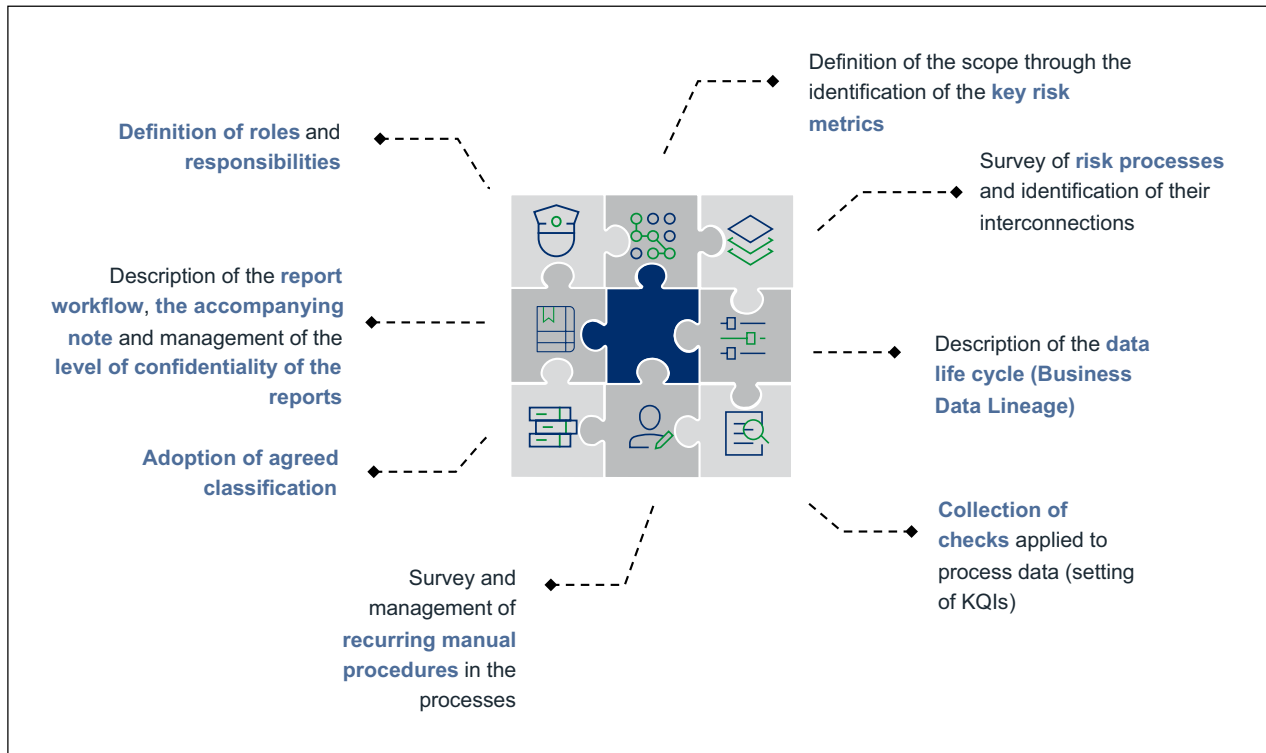 Definition of the scope through the
identification of the key risk
metrics
Definition of roles and
responsibilities
Survey of risk processes
and identification of their
interconnections
Description of the report
workflow, the accompanying
note and management of the
level of confidentiality of the
reports
Description of the data
life cycle (Business
Data Lineage)
Adoption of agreed
classification
Collection of
checks applied to
process data (setting
of KQIs)
Survey and
management of
recurring manual
procedures in the
processes